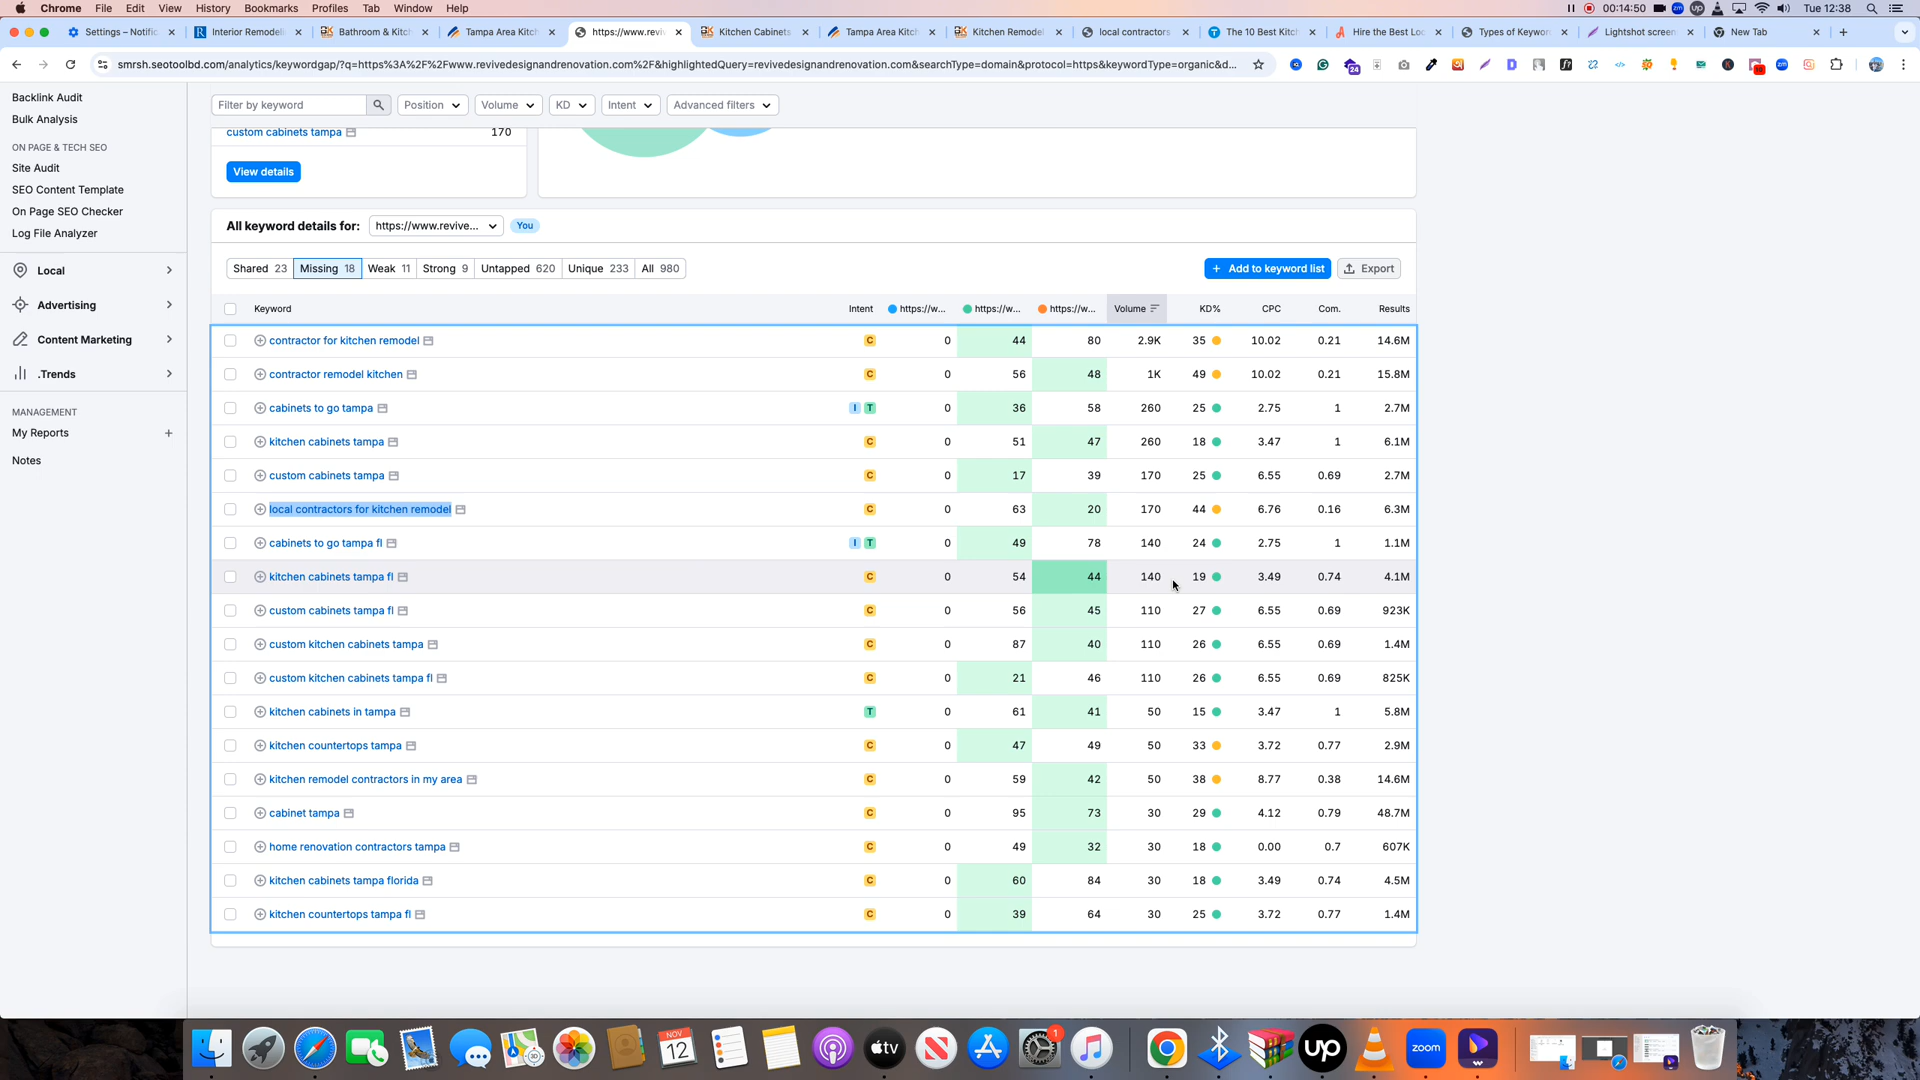 Chrome File Edit View History Bookmarks Profiles Tab Window Help 00:14:50 zm up Tue 12:38
Settings – Notific Interior Remodeli Bathroom & Kitch Tampa Area Kitch https://www.revi Kitchen Cabinets Tampa Area Kitch Kitchen Remodel local contractors The 10 Best Kitch Hire the Best Loc Types of Keywor Lightshot screen New Tab
smrsh.seotoolbd.com/analytics/keywordgap/?q=https%3A%2F%2Fwww.revivedesignandrenovation.com%2F&highlightedQuery=revivedesignandrenovation.com&searchType=domain&protocol=https&keywordType=organic&d...
Backlink Audit
Bulk Analysis
ON PAGE & TECH SEO
Site Audit
SEO Content Template
On Page SEO Checker
Log File Analyzer
Local
Advertising
Content Marketing
.Trends
MANAGEMENT
My Reports +
Notes
Filter by keyword Position Volume KD Intent Advanced filters
custom cabinets tampa 170
View details
All keyword details for: https://www.revive... You
Shared 23 Missing 18 Weak 11 Strong 9 Untapped 620 Unique 233 All 980 + Add to keyword list Export
Keyword Intent https://w... https://w... https://w... Volume KD% CPC Com. Results
contractor for kitchen remodel C 0 44 80 2.9K 35 10.02 0.21 14.6M
contractor remodel kitchen C 0 56 48 1K 49 10.02 0.21 15.8M
cabinets to go tampa I T 0 36 58 260 25 2.75 1 2.7M
kitchen cabinets tampa C 0 51 47 260 18 3.47 1 6.1M
custom cabinets tampa C 0 17 39 170 25 6.55 0.69 2.7M
local contractors for kitchen remodel C 0 63 20 170 44 6.76 0.16 6.3M
cabinets to go tampa fl I T 0 49 78 140 24 2.75 1 1.1M
kitchen cabinets tampa fl C 0 54 44 140 19 3.49 0.74 4.1M
custom cabinets tampa fl C 0 56 45 110 27 6.55 0.69 923K
custom kitchen cabinets tampa C 0 87 40 110 26 6.55 0.69 1.4M
custom kitchen cabinets tampa fl C 0 21 46 110 26 6.55 0.69 825K
kitchen cabinets in tampa T 0 61 41 50 15 3.47 1 5.8M
kitchen countertops tampa C 0 47 49 50 33 3.72 0.77 2.9M
kitchen remodel contractors in my area C 0 59 42 50 38 8.77 0.38 14.6M
cabinet tampa C 0 95 73 30 29 4.12 0.79 48.7M
home renovation contractors tampa C 0 49 32 30 18 0.00 0.7 607K
kitchen cabinets tampa florida C 0 60 84 30 18 3.49 0.74 4.5M
kitchen countertops tampa fl C 0 39 64 30 25 3.72 0.77 1.4M
NOV 12 tv 1 up zoom